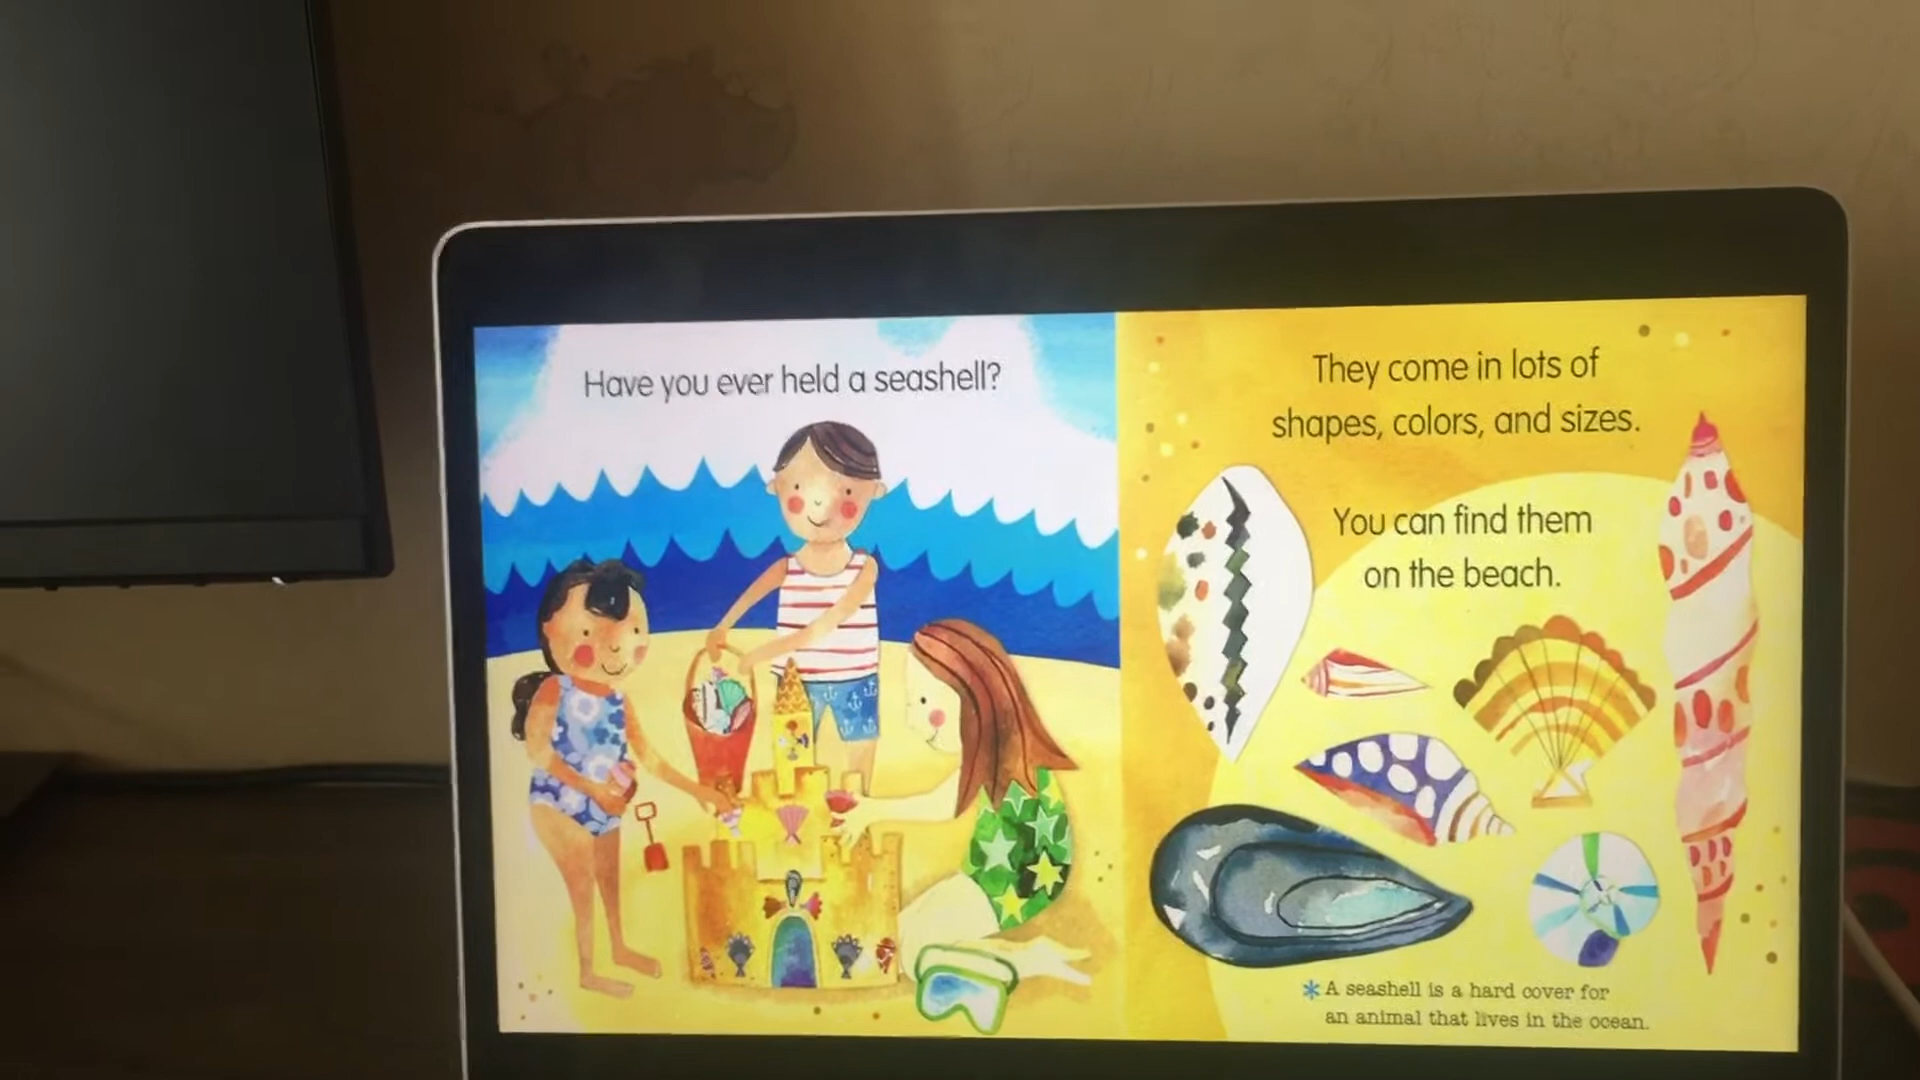 Have you ever held a seashell?
They come in lots of
shapes, colors, and sizes.
You can find them
on the beach.
* A seashell is a hard cover for
an animal that lives in the ocean.